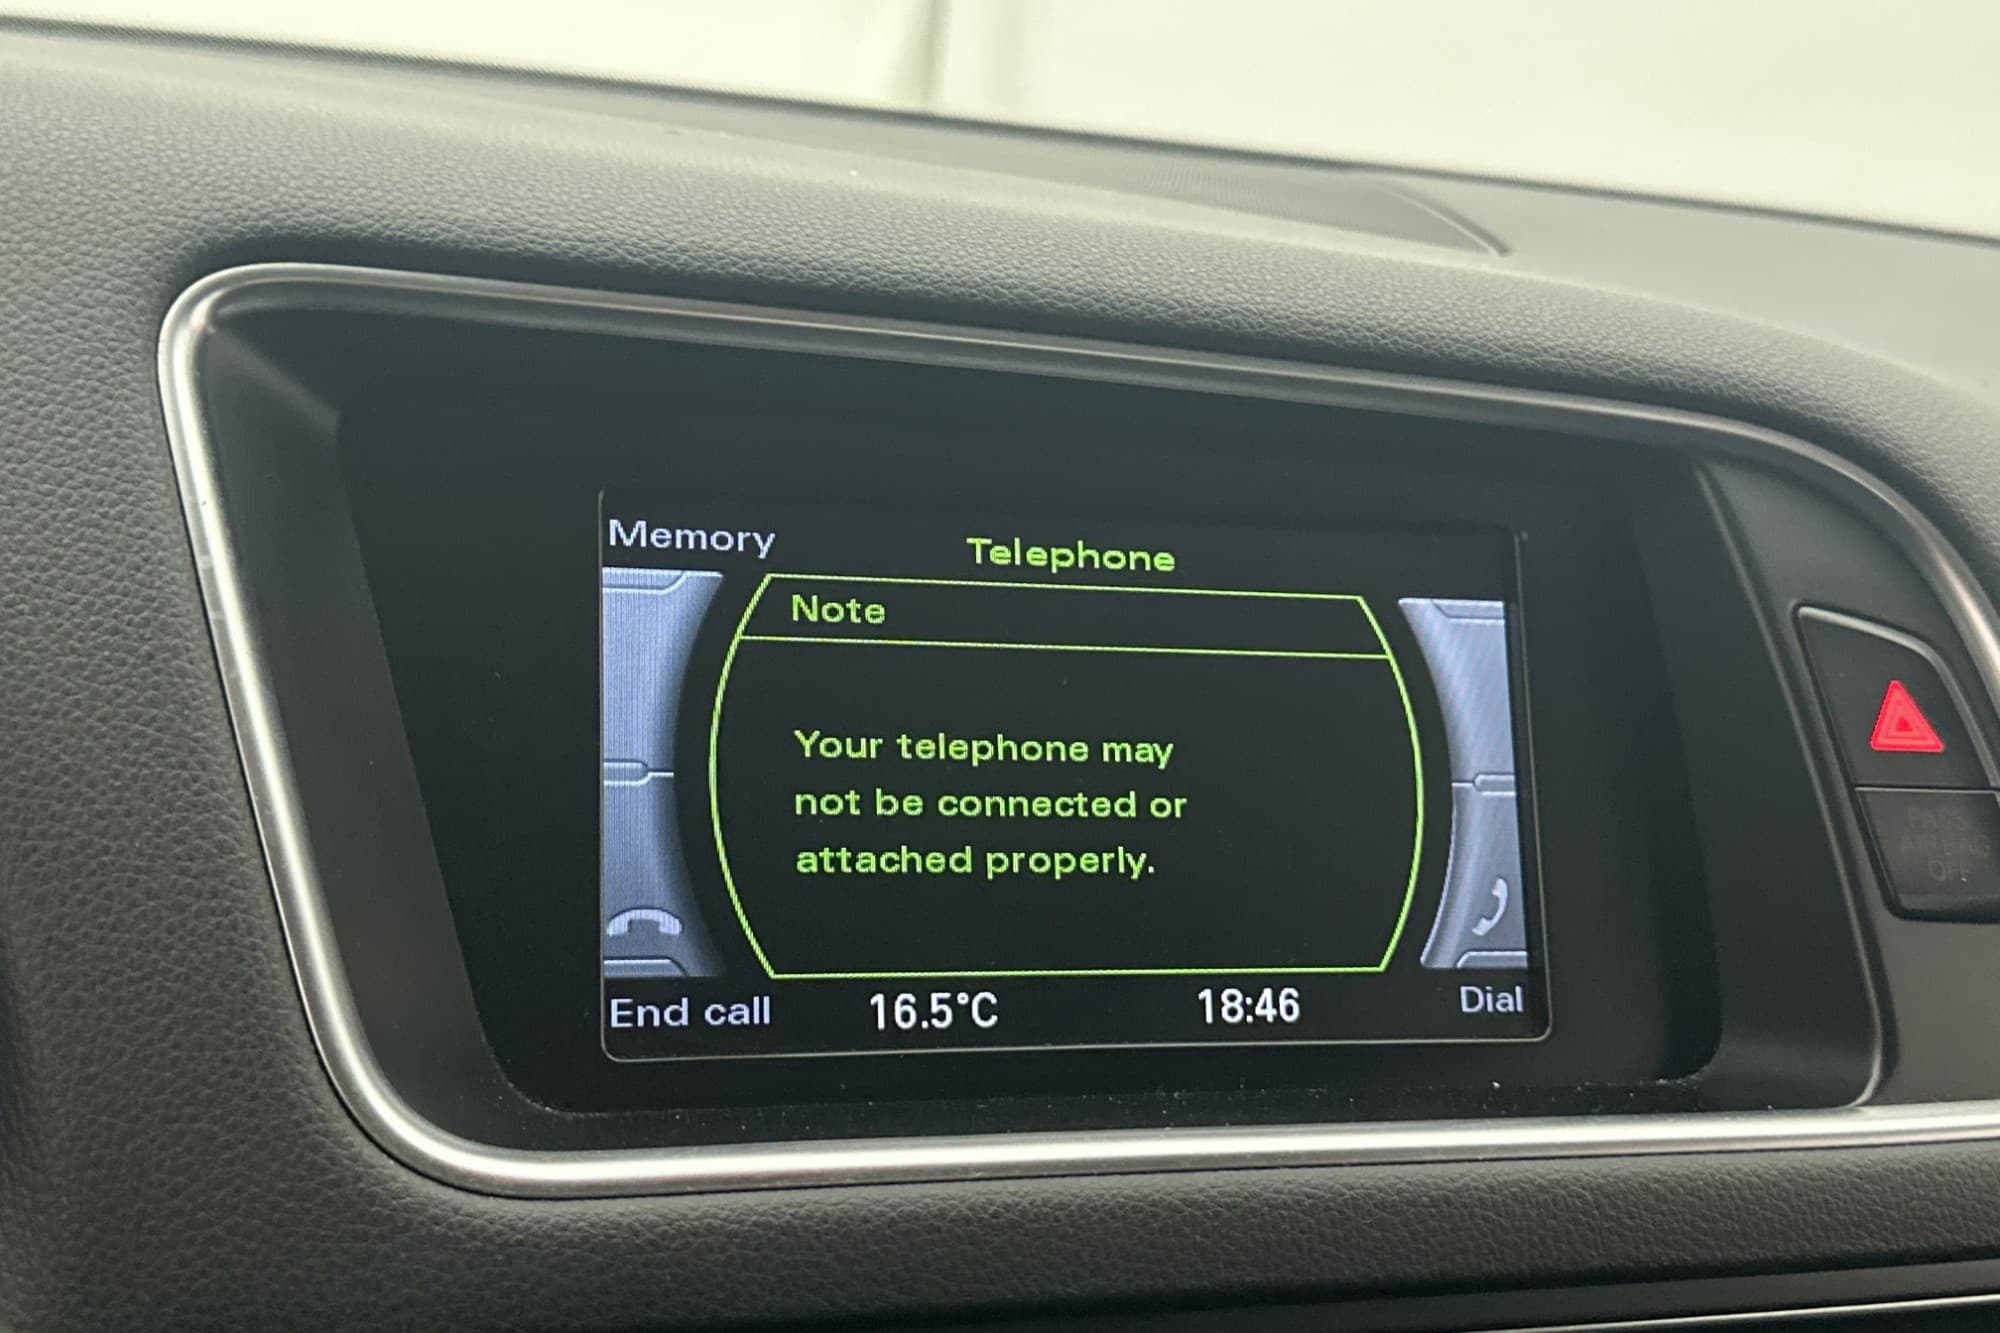 Memory
Telephone
Note
Your telephone may
not be connected or
attached properly.
End call
16.5°C
18:46
Dial
OFF